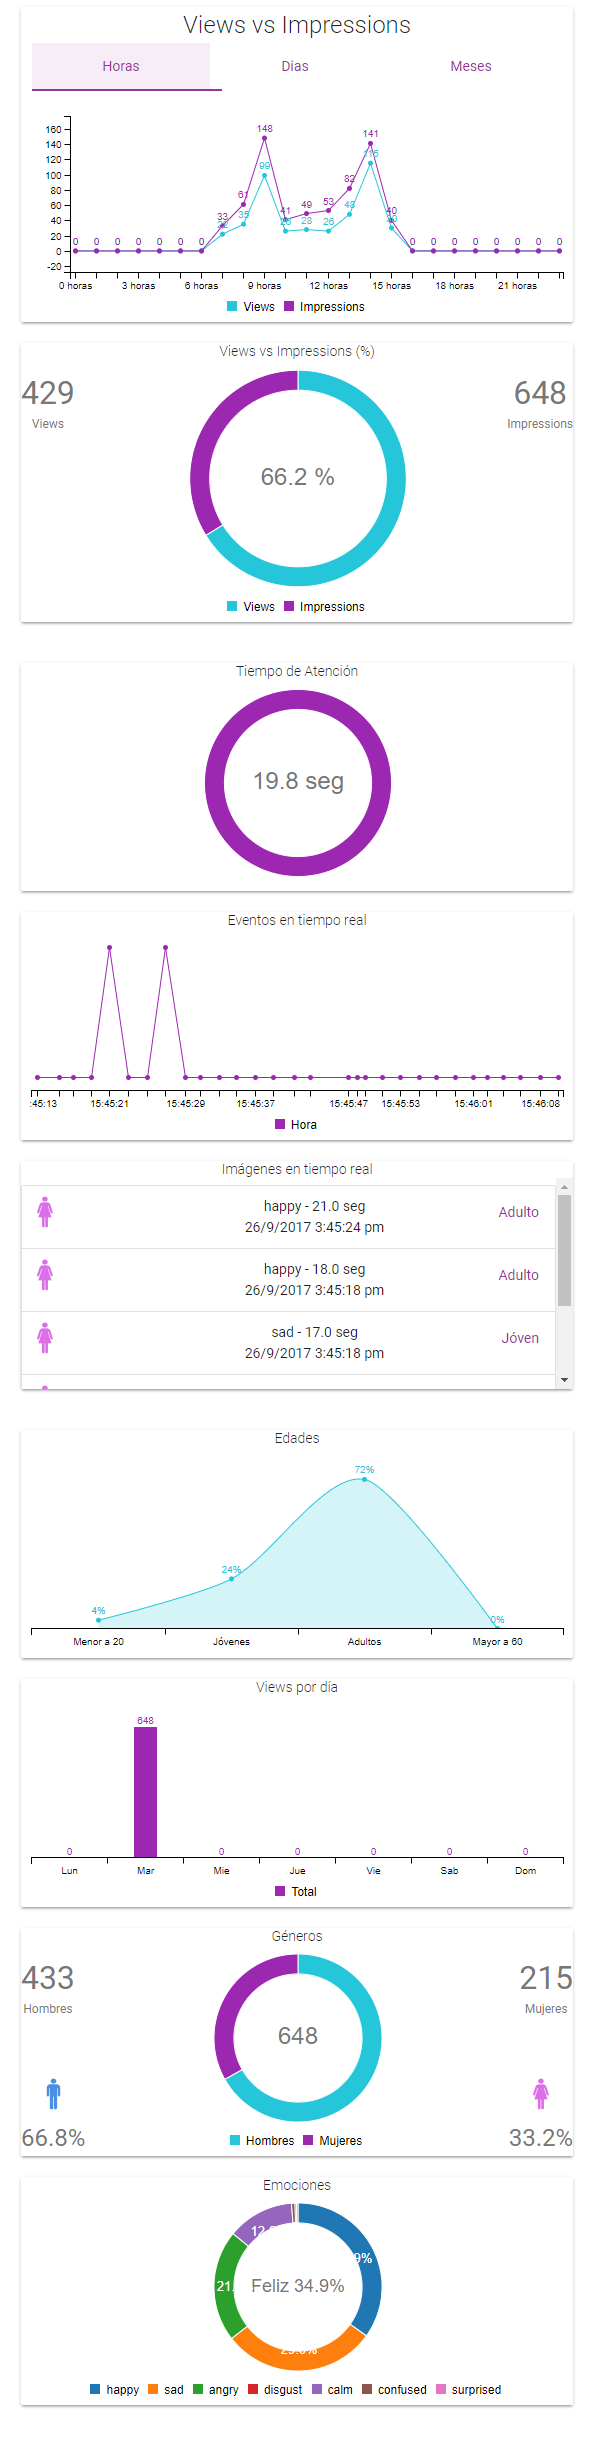 Views vs Impressions
Horas Dias Meses
160
140
120
100
80
60
40
20
0
-20
0 0 0 0 0 0 0 33 61 148 41 49 53 82 141 40 0 0 0 0 0 0 0 0
35 99 28 26 48
0 horas 3 horas 6 horas 9 horas 12 horas 15 horas 18 horas 21 horas
Views Impressions
Views vs Impressions (%)
429 648
Views Impressions
66.2 %
Views Impressions
Tiempo de Atención
19.8 seg
Eventos en tiempo real
:45:13 15:45:21 15:45:29 15:45:37 15:45:47 15:45:53 15:46:01 15:46:08
Hora
Imágenes en tiempo real
happy - 21.0 seg
26/9/2017 3:45:24 pm
Adulto
happy - 18.0 seg
26/9/2017 3:45:18 pm
Adulto
sad - 17.0 seg
26/9/2017 3:45:18 pm
Jóven
Edades
4% 24% 72% 0%
Menor a 20 Jóvenes Adultos Mayor a 60
Views por día
0 648 0 0 0 0 0
Lun Mar Mie Jue Vie Sab Dom
Total
Géneros
433 215
Hombres Mujeres
648
66.8% 33.2%
Hombres Mujeres
Emociones
Feliz 34.9%
happy sad angry disgust calm confused surprised